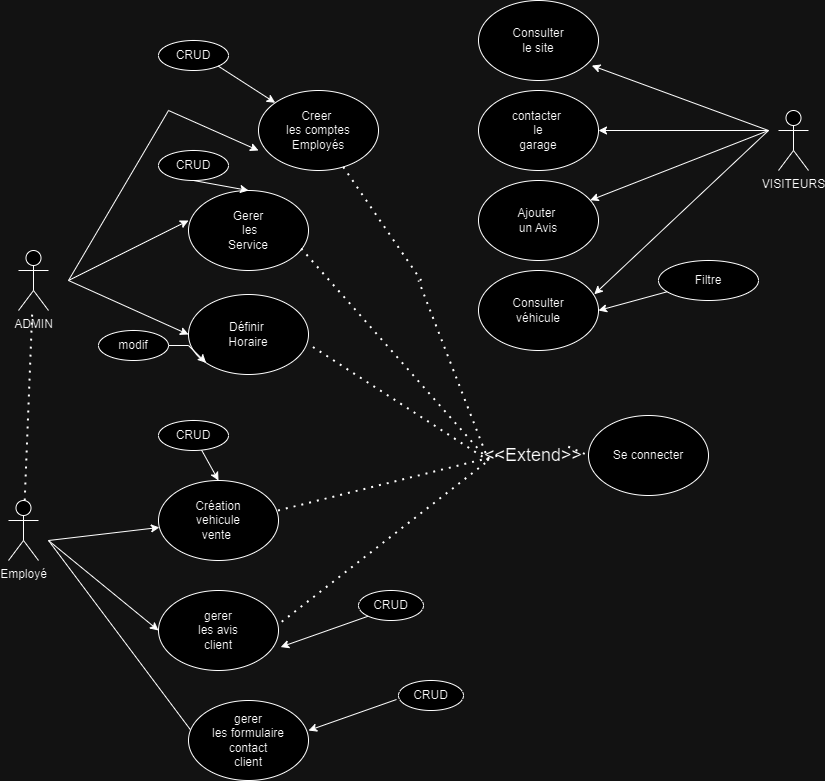 Consulter
le site
CRUD
Creer
les comptes
Employés
contacter
le
garage
VISITEURS
CRUD
Gerer
les
Service
Ajouter
un Avis
Filtre
Consulter
véhicule
ADMIN
Définir
Horaire
modif
CRUD
<<Extend>>
Se connecter
Création
vehicule
vente
Employé
CRUD
gerer
les avis
client
CRUD
gerer
les formulaire
contact
client